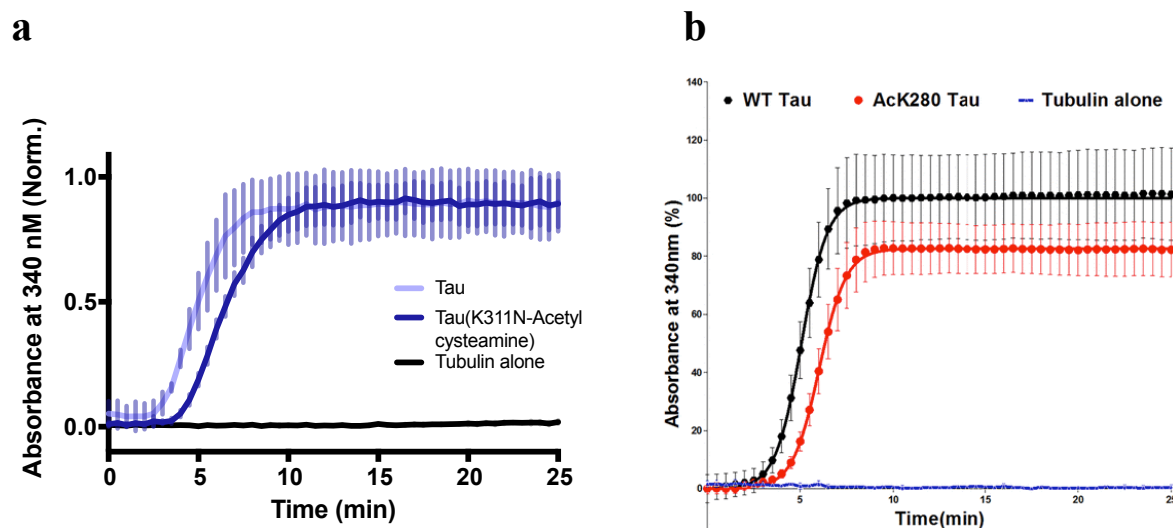 a
Absorbance at 340 nM (Norm.)
1.0
0.5
0.0
Tau
Tau(K311N-Acetyl
cysteamine)
Tubulin alone
0 5 10 15 20 25
Time (min)
b
Absorbance at 340nm (%)
140
120
100
80
60
40
20
0
WT Tau AcK280 Tau Tubulin alone
5 10 15 20 25
Time(min)